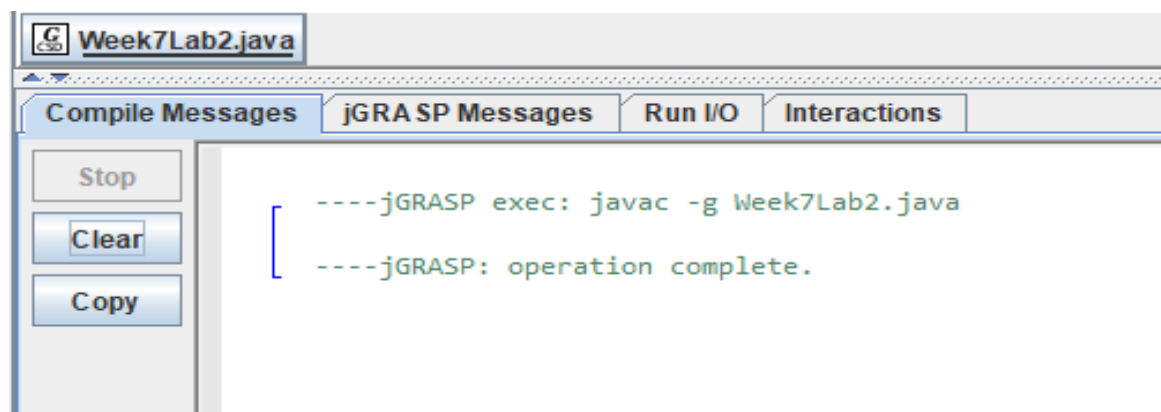 G
CSD
Week7Lab2.java
Compile Messages
jGRASP Messages
Run I/O
Interactions
Stop
Clear
Copy
----jGRASP exec: javac -g Week7Lab2.java
----jGRASP: operation complete.